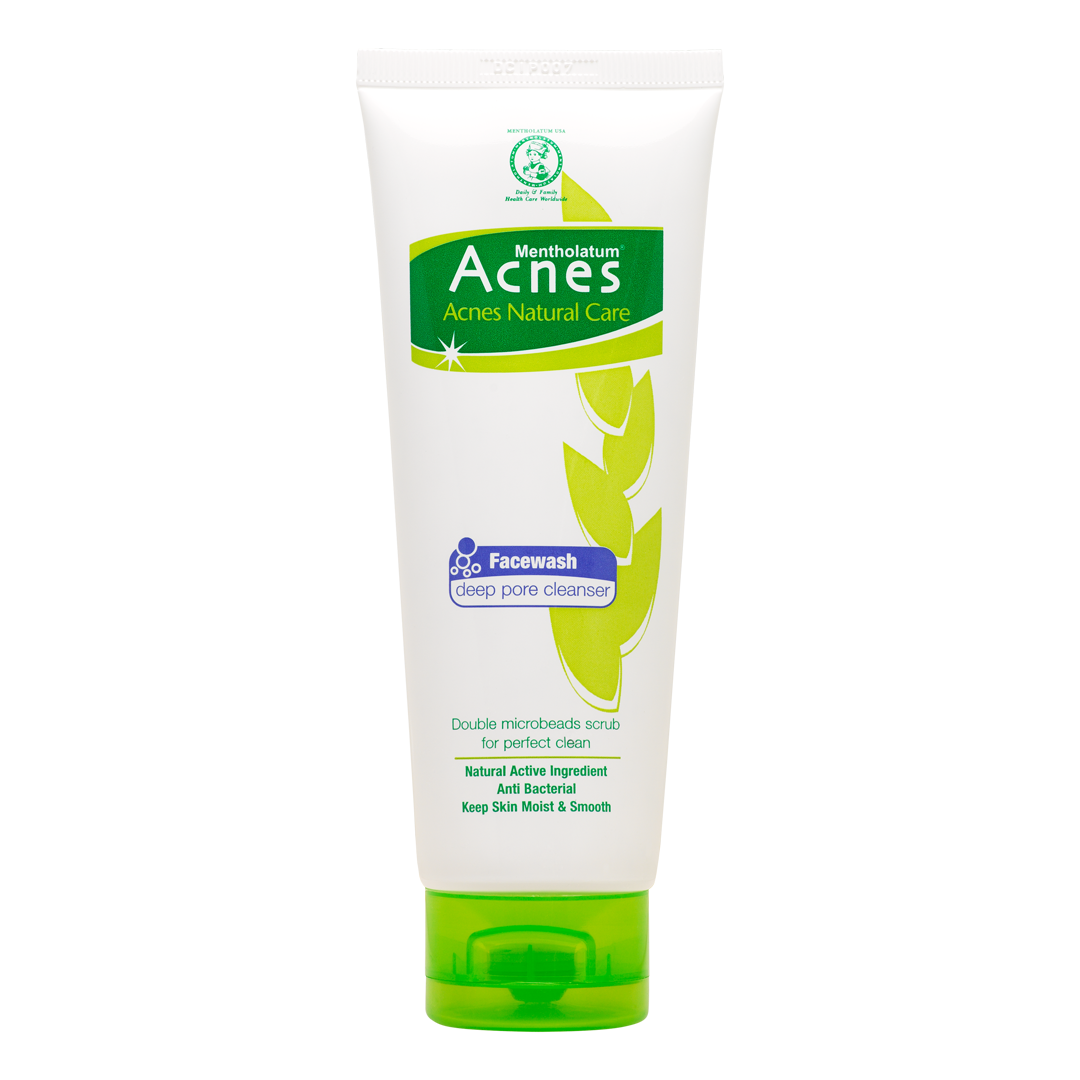 MENTHOLATUM USA
Daily & Family
Health Care Worldwide
Mentholatum®
Acnes
Acnes Natural Care
Facewash
deep pore cleanser
Double microbeads scrub
for perfect clean
Natural Active Ingredient
Anti Bacterial
Keep Skin Moist & Smooth